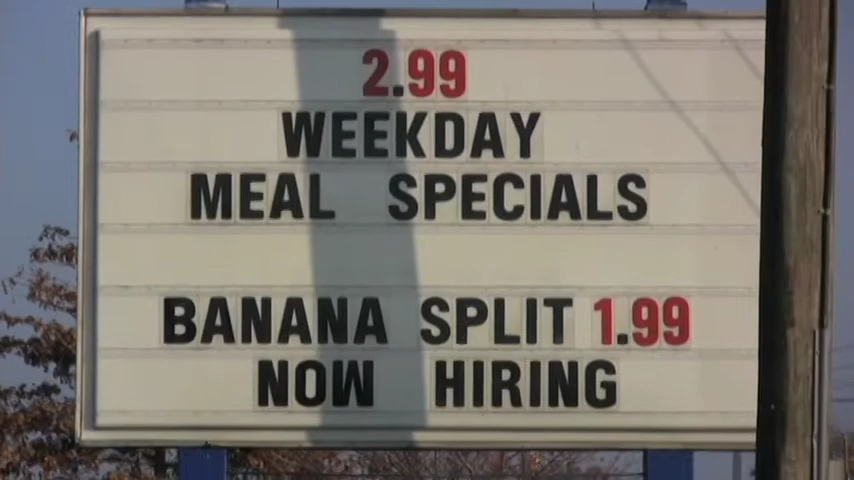 2.99
WEEKDAY
MEAL SPECIALS
BANANA SPLIT 1.99
NOW HIRING